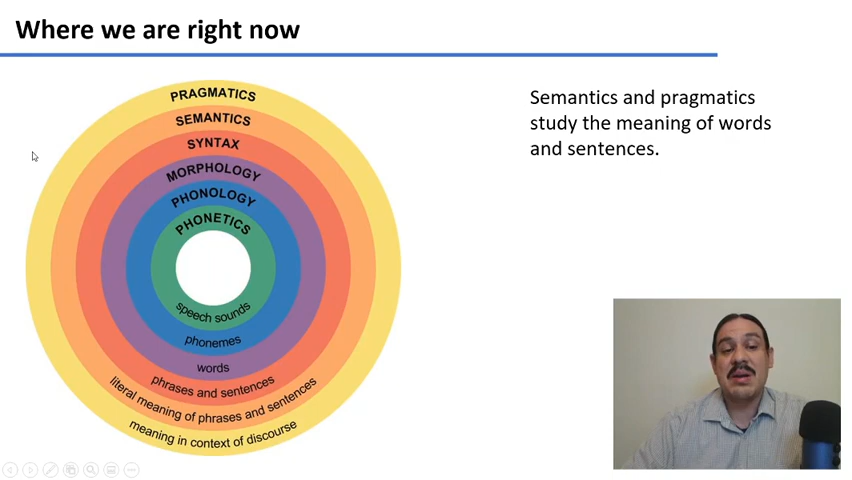 Where we are right now
PRAGMATICS
SEMANTICS
SYNTAX
MORPHOLOGY
PHONOLOGY
PHONETICS
speech sounds
phonemes
words
phrases and sentences
literal meaning of phrases and sentences
meaning in context of discourse
Semantics and pragmatics
study the meaning of words
and sentences.